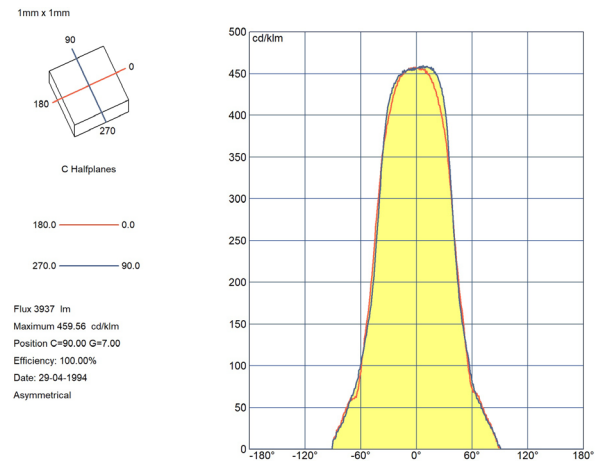 1mm x 1mm
90
0
180
270
C Halfplanes
180.0 0.0
270.0 90.0
Flux 3937 lm
Maximum 459.56 cd/klm
Position C=90.00 G=7.00
Efficiency: 100.00%
Date: 29-04-1994
Asymmetrical
500
cd/klm
450
400
350
300
250
200
150
100
50
0
-180° -120° -60° 0° 60° 120° 180°